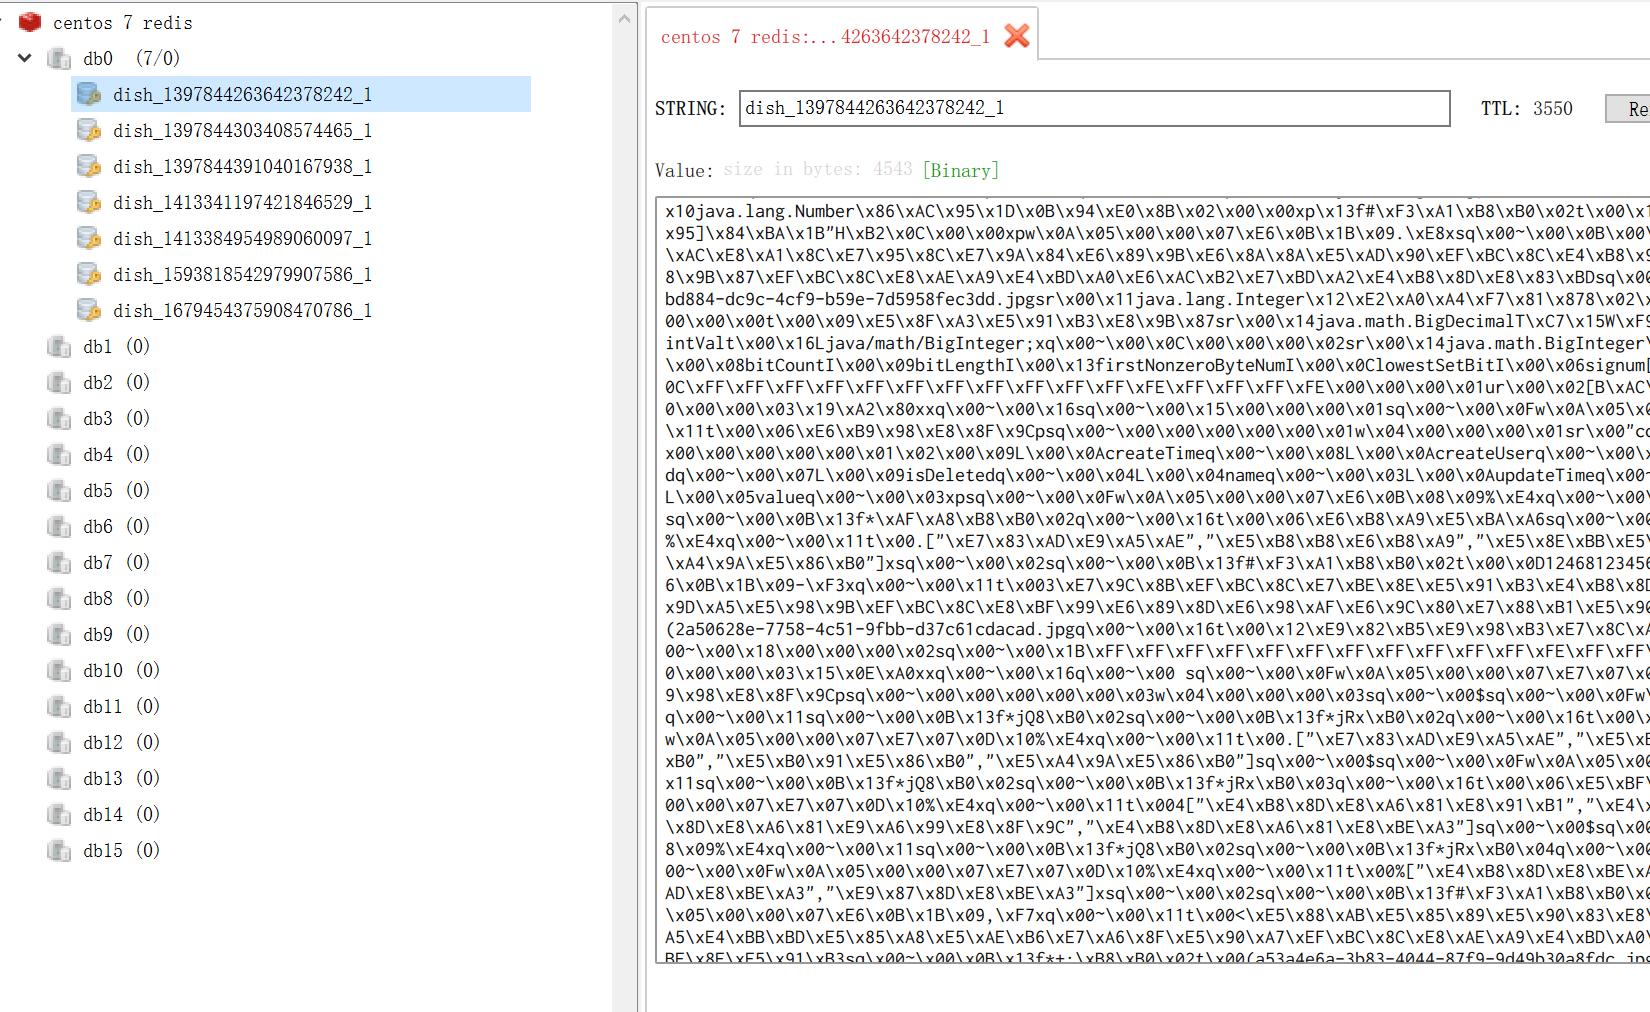 centos 7 redis
db0 (7/0)
dish_1397844263642378242_1
dish_1397844303408574465_1
dish_1397844391040167938_1
dish_1413341197421846529_1
dish_1413384954989060097_1
dish_1593818542979907586_1
dish_1679454375908470786_1
db1 (0)
db2 (0)
db3 (0)
db4 (0)
db5 (0)
db6 (0)
db7 (0)
db8 (0)
db9 (0)
db10 (0)
db11 (0)
db12 (0)
db13 (0)
db14 (0)
db15 (0)
centos 7 redis:...4263642378242_1
STRING: dish_1397844263642378242_1 TTL: 3550 Re
Value: size in bytes: 4543 [Binary]
x10java.lang.Number\x86\xAC\x95\x1D\x0B\x94\xE0\x8B\x02\x00\x00xp\x13f#\xF3\xA1\xB8\xB0\x02t\x00\x1
x95]\x84\xBA\x1B"H\xB2\x0C\x00\x00xpw\x0A\x05\x00\x00\x07\xE6\x0B\x1B\x09.\xE8xsq\x00~\x00\x0B\x00
\xAC\xE8\xA1\x8C\xE7\x95\x8C\xE7\x9A\x84\xE6\x89\x9B\xE6\x8A\x8A\xE5\xAD\x90\xEF\xBC\x8C\xE4\xB8\x9
8\x9B\x87\xEF\xBC\x8C\xE8\xAE\xA9\xE4\xBD\xA0\xE6\xAC\xB2\xE7\xBD\xA2\xE4\xB8\x8D\xE8\x83\xBDsq\x00
bd884-dc9c-4cf9-b59e-7d5958fec3dd.jpgsr\x00\x11java.lang.Integer\x12\xE2\xA0\xA4\xF7\x81\x878\x02\
00\x00\x00t\x00\x09\xE5\x8F\xA3\xE5\x91\xB3\xE8\x9B\x87sr\x00\x14java.math.BigDecimalT\xC7\x15W\xF9
intValt\x00\x16Ljava/math/BigInteger;xq\x00~\x00\x0C\x00\x00\x00\x02sr\x00\x14java.math.BigInteger\
\x00\x08bitCountI\x00\x09bitLengthI\x00\x13firstNonzeroByteNumI\x00\x0ClowestSetBitI\x00\x06signum[
0C\xFF\xFF\xFF\xFF\xFF\xFF\xFF\xFF\xFF\xFF\xFF\xFE\xFF\xFF\xFF\xFE\x00\x00\x00\x01ur\x00\x02[B\xAC\
0\x00\x00\x03\x19\xA2\x80xxq\x00~\x00\x16sq\x00~\x00\x15\x00\x00\x00\x01sq\x00~\x00\x0Fw\x0A\x05\x0
\x11t\x00\x06\xE6\xB9\x98\xE8\x8F\x9Cpsq\x00~\x00\x00\x00\x00\x00\x01w\x04\x00\x00\x00\x01sr\x00"co
x00\x00\x00\x00\x00\x01\x02\x00\x09L\x00\x0AcreateTimeq\x00~\x00\x08L\x00\x0AcreateUserq\x00~\x00\
dq\x00~\x00\x07L\x00\x09isDeletedq\x00~\x00\x04L\x00\x04nameq\x00~\x00\x03L\x00\x0AupdateTimeq\x00~
L\x00\x05valueq\x00~\x00\x03xpsq\x00~\x00\x0Fw\x0A\x05\x00\x00\x07\xE6\x0B\x08\x09%\xE4xq\x00~\x00\
sq\x00~\x00\x0B\x13f*\xAF\xA8\xB8\xB0\x02q\x00~\x00\x16t\x00\x06\xE6\xB8\xA9\xE5\xBA\xA6sq\x00~\x00
%\xE4xq\x00~\x00\x11t\x00.["\xE7\x83\xAD\xE9\xA5\xAE","\xE5\xB8\xB8\xE6\xB8\xA9","\xE5\x8E\xBB\xE5\
\xA4\x9A\xE5\x86\xB0"]xsq\x00~\x00\x02sq\x00~\x00\x0B\x13f#\xF3\xA1\xB8\xB0\x02t\x00\x0D1246812345
6\x0B\x1B\x09-\xF3xq\x00~\x00\x11t\x003\xE7\x9C\x8B\xEF\xBC\x8C\xE7\xBE\x8E\xE5\x91\xB3\xE4\xB8\x8D
x9D\xA5\xE5\x98\x9B\xEF\xBC\x8C\xE8\xBF\x99\xE6\x89\x8D\xE6\x98\xAF\xE6\x9C\x80\xE7\x88\xB1\xE5\x90
(2a50628e-7758-4c51-9fbb-d37c61cdacad.jpgq\x00~\x00\x16t\x00\x12\xE9\x82\xB5\xE9\x98\xB3\xE7\x8C\xA
00~\x00\x18\x00\x00\x00\x02sq\x00~\x00\x1B\xFF\xFF\xFF\xFF\xFF\xFF\xFF\xFF\xFF\xFF\xFF\xFE\xFF\xFF\
0\x00\x00\x03\x15\x0E\xA0xxq\x00~\x00\x16q\x00~\x00 sq\x00~\x00\x0Fw\x0A\x05\x00\x00\x07\xE7\x07\x0
9\x98\xE8\x8F\x9Cpsq\x00~\x00\x00\x00\x00\x00\x03w\x04\x00\x00\x00\x03sq\x00~\x00$sq\x00~\x00\x0Fw\
q\x00~\x00\x11sq\x00~\x00\x0B\x13f*jQ8\xB0\x02sq\x00~\x00\x0B\x13f*jRx\xB0\x02q\x00~\x00\x16t\x00\x
w\x0A\x05\x00\x00\x07\xE7\x07\x0D\x10%\xE4xq\x00~\x00\x11t\x00.["\xE7\x83\xAD\xE9\xA5\xAE","\xE5\xB
xB0","\xE5\xB0\x91\xE5\x86\xB0","\xE5\xA4\x9A\xE5\x86\xB0"]sq\x00~\x00$sq\x00~\x00\x0Fw\x0A\x05\x00
x11sq\x00~\x00\x0B\x13f*jQ8\xB0\x02sq\x00~\x00\x0B\x13f*jRx\xB0\x03q\x00~\x00\x16t\x00\x06\xE5\xBF\
00\x00\x07\xE7\x07\x0D\x10%\xE4xq\x00~\x00\x11t\x004["\xE4\xB8\x8D\xE8\xA6\x81\xE8\x91\xB1","\xE4\x
\x8D\xE8\xA6\x81\xE9\xA6\x99\xE8\x8F\x9C","\xE4\xB8\x8D\xE8\xA6\x81\xE8\xBE\xA3"]sq\x00~\x00$sq\x00
8\x09%\xE4xq\x00~\x00\x11sq\x00~\x00\x0B\x13f*jQ8\xB0\x02sq\x00~\x00\x0B\x13f*jRx\xB0\x04q\x00~\x00
00~\x00\x0Fw\x0A\x05\x00\x00\x07\xE7\x07\x0D\x10%\xE4xq\x00~\x00\x11t\x00%["\xE4\xB8\x8D\xE8\xBE\xA
AD\xE8\xBE\xA3","\xE9\x87\x8D\xE8\xBE\xA3"]xsq\x00~\x00\x02sq\x00~\x00\x0B\x13f#\xF3\xA1\xB8\xB0\x0
\x05\x00\x00\x07\xE6\x0B\x1B\x09,\xF7xq\x00~\x00\x11t\x00<\xE5\x88\xAB\xE5\x85\x89\xE5\x90\x83\xE8\
A5\xE4\xBB\xBD\xE5\x85\xA8\xE5\xAE\xB6\xE7\xA6\x8F\xE5\x90\xA7\xEF\xBC\x8C\xE8\xAE\xA9\xE4\xBD\xA0\
BE\x8E\xE5\x91\xB3sq\x00~\x00\x0B\x13f*+;\xB8\xB0\x02t\x00(a53a4e6a-3b83-4044-87f9-9d49b30a8fdc.jpg